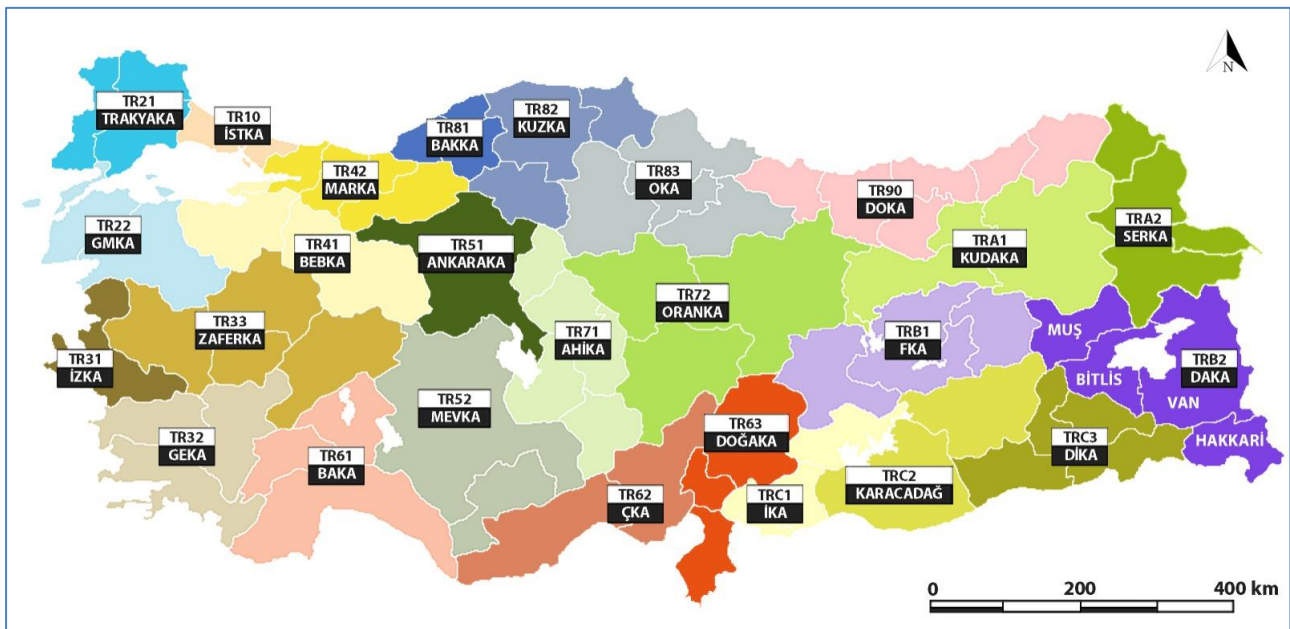 N
TR21
TRAKYAKA
TR10
İSTKA
TR81
BAKKA
TR82
KUZKA
TR42
MARKA
TR83
OKA
TR90
DOKA
TRA2
SERKA
TR22
GMKA
TR41
BEBKA
TR51
ANKARAKA
TRA1
KUDAKA
TR72
ORANKA
TR33
ZAFERKA
TR71
AHİKA
TRB1
FKA
MUŞ
TR31
İZKA
TRB2
DAKA
BİTLİS
VAN
TR52
MEVKA
TR63
DOĞAKA
TR32
GEKA
TR61
BAKA
TRC3
DİKA
HAKKARİ
TRC2
KARACADAĞ
TR62
ÇKA
TRC1
İKA
0 200 400 km